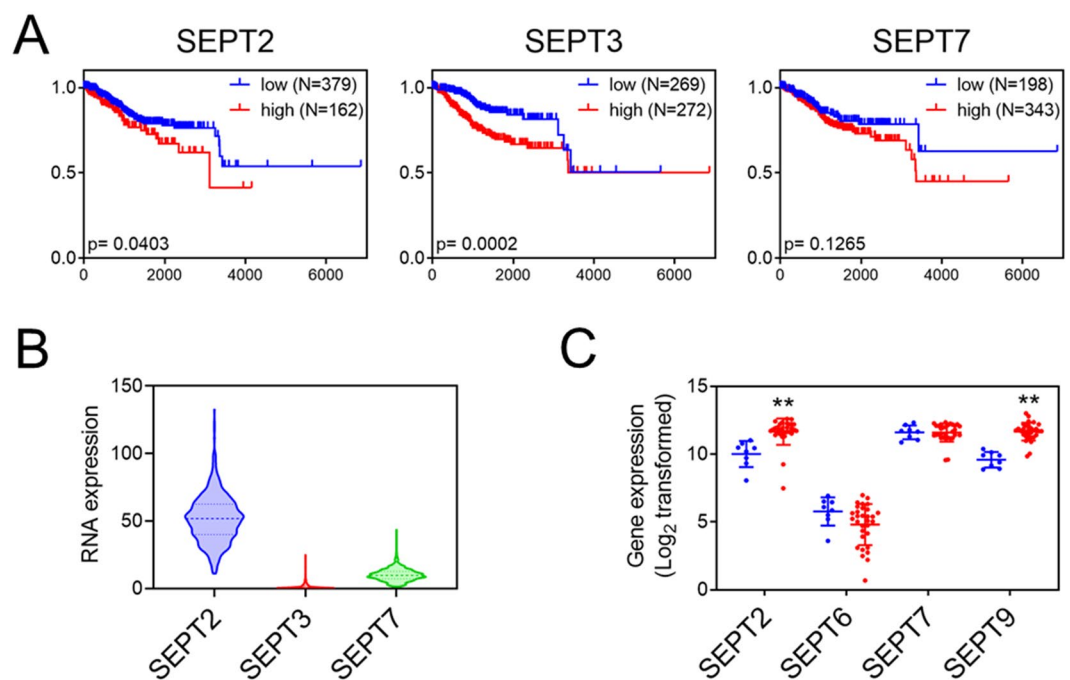 A
SEPT2
SEPT3
SEPT7
low (N=379)
high (N=162)
low (N=269)
high (N=272)
low (N=198)
high (N=343)
1.0
0.5
0.0
p= 0.0403
0 2000 4000 6000
1.0
0.5
0.0
p= 0.0002
0 2000 4000 6000
1.0
0.5
0.0
p= 0.1265
0 2000 4000 6000
B
RNA expression
150
100
50
0
SEPT2
SEPT3
SEPT7
C
Gene expression
(Log2 transformed)
15
10
5
0
**
**
SEPT2
SEPT6
SEPT7
SEPT9